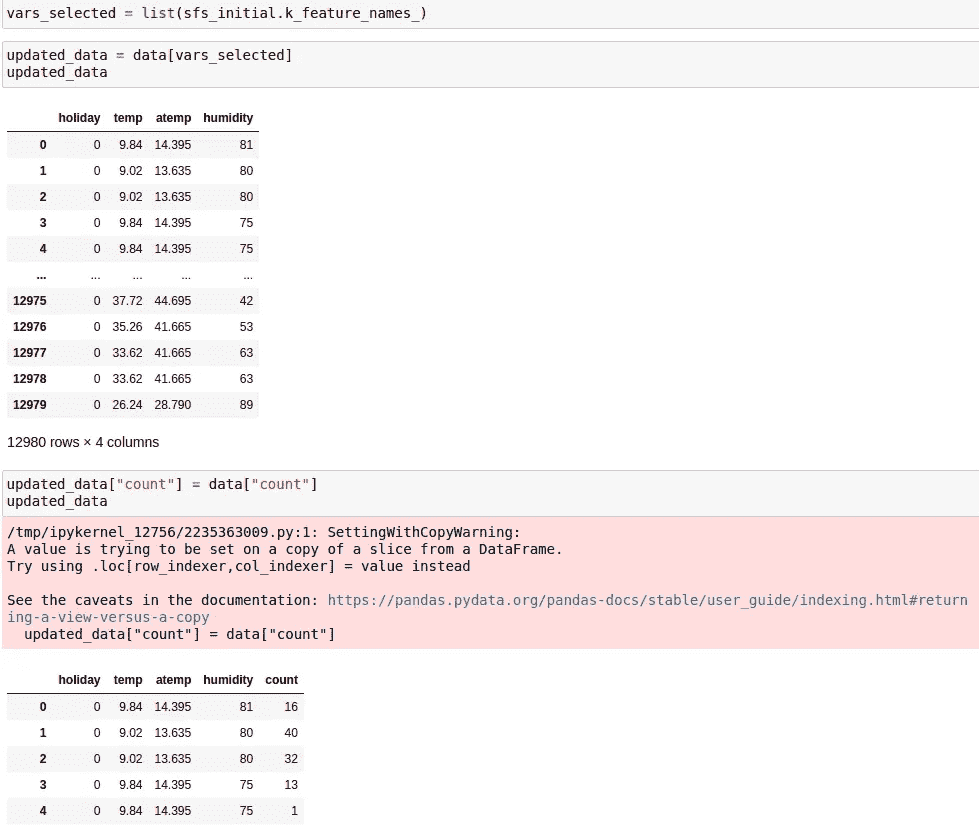 vars_selected = list(sfs_initial.k_feature_names_)
updated_data = data[vars_selected]
updated_data
holiday temp atemp humidity
0 0 9.84 14.395 81
1 0 9.02 13.635 80
2 0 9.02 13.635 80
3 0 9.84 14.395 75
4 0 9.84 14.395 75
... ... ... ... ...
12975 0 37.72 44.695 42
12976 0 35.26 41.665 53
12977 0 33.62 41.665 63
12978 0 33.62 41.665 63
12979 0 26.24 28.790 89
12980 rows × 4 columns
updated_data["count"] = data["count"]
updated_data
/tmp/ipykernel_12756/2235363009.py:1: SettingWithCopyWarning:
A value is trying to be set on a copy of a slice from a DataFrame.
Try using .loc[row_indexer,col_indexer] = value instead
See the caveats in the documentation: https://pandas.pydata.org/pandas-docs/stable/user_guide/indexing.html#return
ing-a-view-versus-a-copy
updated_data["count"] = data["count"]
holiday temp atemp humidity count
0 0 9.84 14.395 81 16
1 0 9.02 13.635 80 40
2 0 9.02 13.635 80 32
3 0 9.84 14.395 75 13
4 0 9.84 14.395 75 1